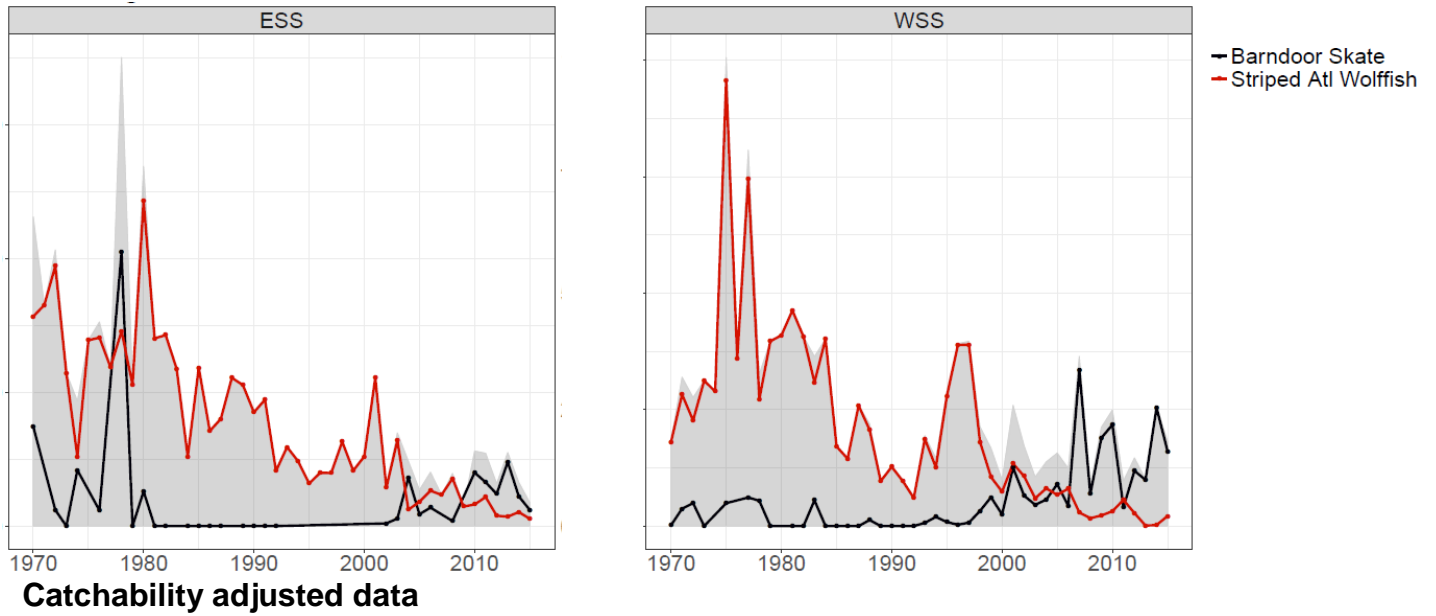 ESS
WSS
Barndoor Skate
Striped Atl Wolffish
1970 1980 1990 2000 2010
1970 1980 1990 2000 2010
Catchability adjusted data